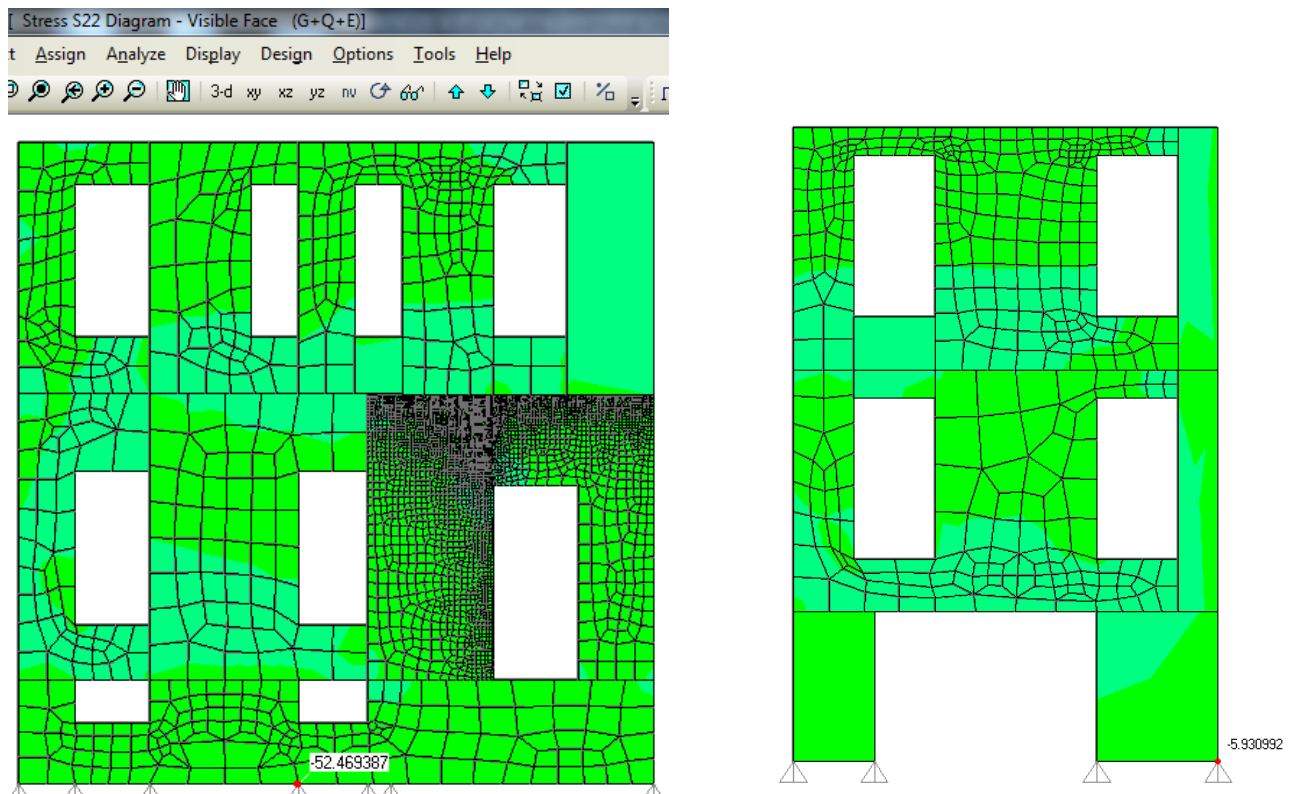 [ Stress S22 Diagram - Visible Face (G+Q+E)]
t Assign Analyze Display Design Options Tools Help
3-d xy xz yz nv
-52.469387
-5.930992